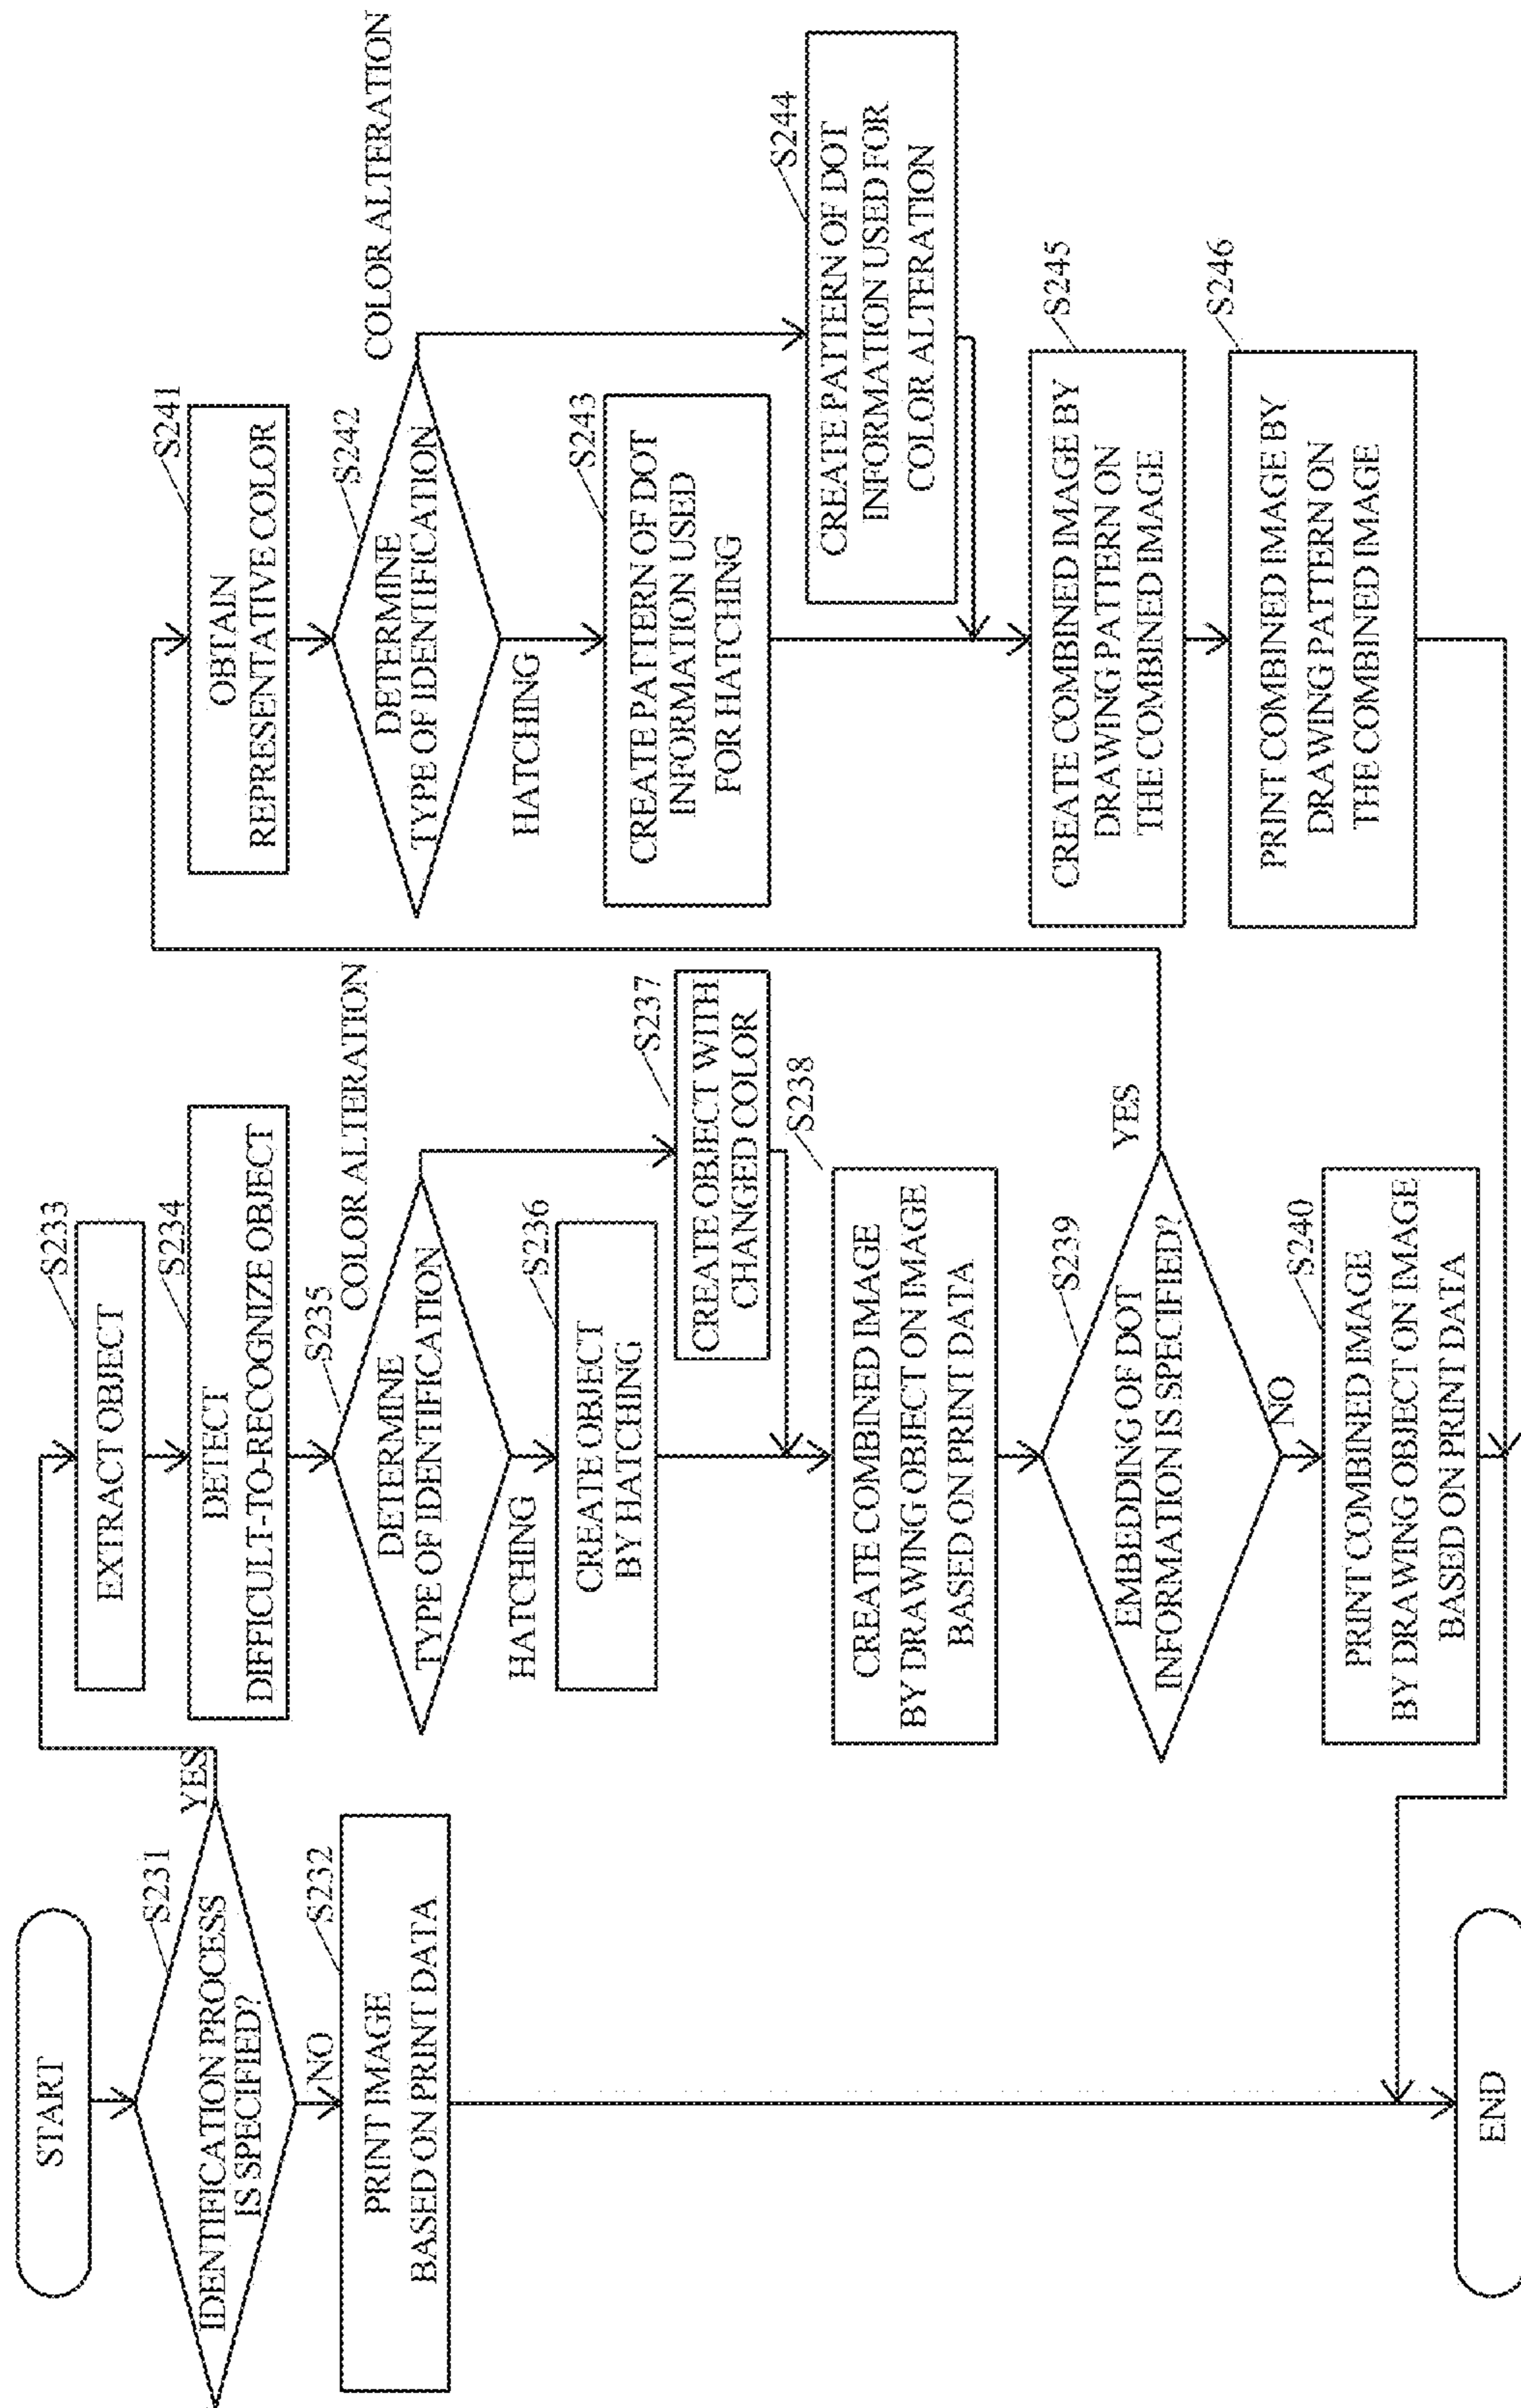 START
S231
IDENTIFICATION PROCESS
IS SPECIFIED?
YES
NO
S232
PRINT IMAGE
BASED ON PRINT DATA
END
S233
EXTRACT OBJECT
S234
DETECT
DIFFICULT-TO-RECOGNIZE OBJECT
S235
DETERMINE
TYPE OF IDENTIFICATION
COLOR ALTERATION
HATCHING
S236
CREATE OBJECT
BY HATCHING
S237
CREATE OBJECT WITH
CHANGED COLOR
S238
CREATE COMBINED IMAGE
BY DRAWING OBJECT ON IMAGE
BASED ON PRINT DATA
S239
EMBEDDING OF DOT
INFORMATION IS SPECIFIED?
YES
NO
S240
PRINT COMBINED IMAGE
BY DRAWING OBJECT ON IMAGE
BASED ON PRINT DATA
S241
OBTAIN
REPRESENTATIVE COLOR
S242
DETERMINE
TYPE OF IDENTIFICATION
COLOR ALTERATION
HATCHING
S243
CREATE PATTERN OF DOT
INFORMATION USED
FOR HATCHING
S244
CREATE PATTERN OF DOT
INFORMATION USED FOR
COLOR ALTERATION
S245
CREATE COMBINED IMAGE BY
DRAWING PATTERN ON
THE COMBINED IMAGE
S246
PRINT COMBINED IMAGE BY
DRAWING PATTERN ON
THE COMBINED IMAGE